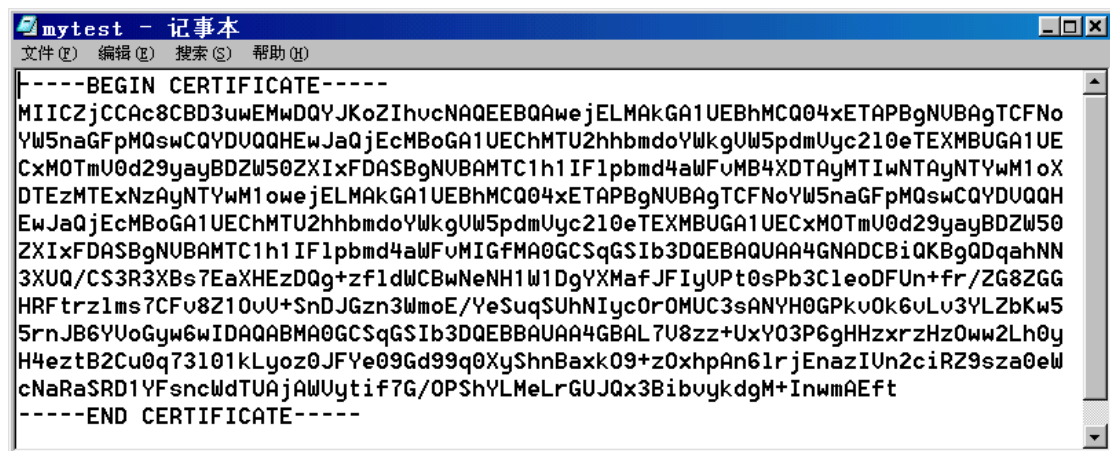 mytest - 记事本
文件(F) 编辑(E) 搜索(S) 帮助(H)
-----BEGIN CERTIFICATE-----
MIICZjCCAc8CBD3uwEMwDQYJKoZIhvcNAQEEBQAwejELMAkGA1UEBhMCQ04xETAPBgNVBAgTCFNo
YW5naGFpMQswCQYDVQQHEwJaQjEcMBoGA1UEChMTU2hhbmdoYWkgVW5pdmVyc2l0eTEXMBUGA1UE
CxMOTmV0d29yayBDZW50ZXIxFDASBgNVBAMTC1h1IFlpbmd4aWFvMB4XDTAyMTIwNTAyNTYwM1oX
DTEzMTExNzAyNTYwM1owejELMAkGA1UEBhMCQ04xETAPBgNVBAgTCFNoYW5naGFpMQswCQYDVQQH
EwJaQjEcMBoGA1UEChMTU2hhbmdoYWkgVW5pdmVyc2l0eTEXMBUGA1UECxMOTmV0d29yayBDZW50
ZXIxFDASBgNVBAMTC1h1IFlpbmd4aWFvMIGfMA0GCSqGSIb3DQEBAQUAA4GNADCBiQKBgQDqahNN
3XUQ/CS3R3XBs7EaXHEzDQg+zfldWCBwNeNH1W1DgYXMafJFIyVPt0sPb3CleoDFUn+fr/ZG8ZGG
HRFtrzlms7CFv8Z1OvU+SnDJGzn3WmoE/YeSuqSUhNIycOrOMUC3sANYH0GPkvOk6vLv3YLZbKw5
5rnJB6YVoGyw6wIDAQABMA0GCSqGSIb3DQEBBAUAA4GBAL7V8zz+UxYO3P6gHHzxrzHzOww2Lh0y
H4eztB2Cu0q73l01kLyoz0JFYe09Gd99q0XyShnBaxkO9+zOxhpAn6lrjEnazIVn2ciRZ9sza0eW
cNaRaSRD1YFsncWdTUAjAWVytif7G/OPShYLMeLrGUJQx3BibvykdgM+InwmAEft
-----END CERTIFICATE-----